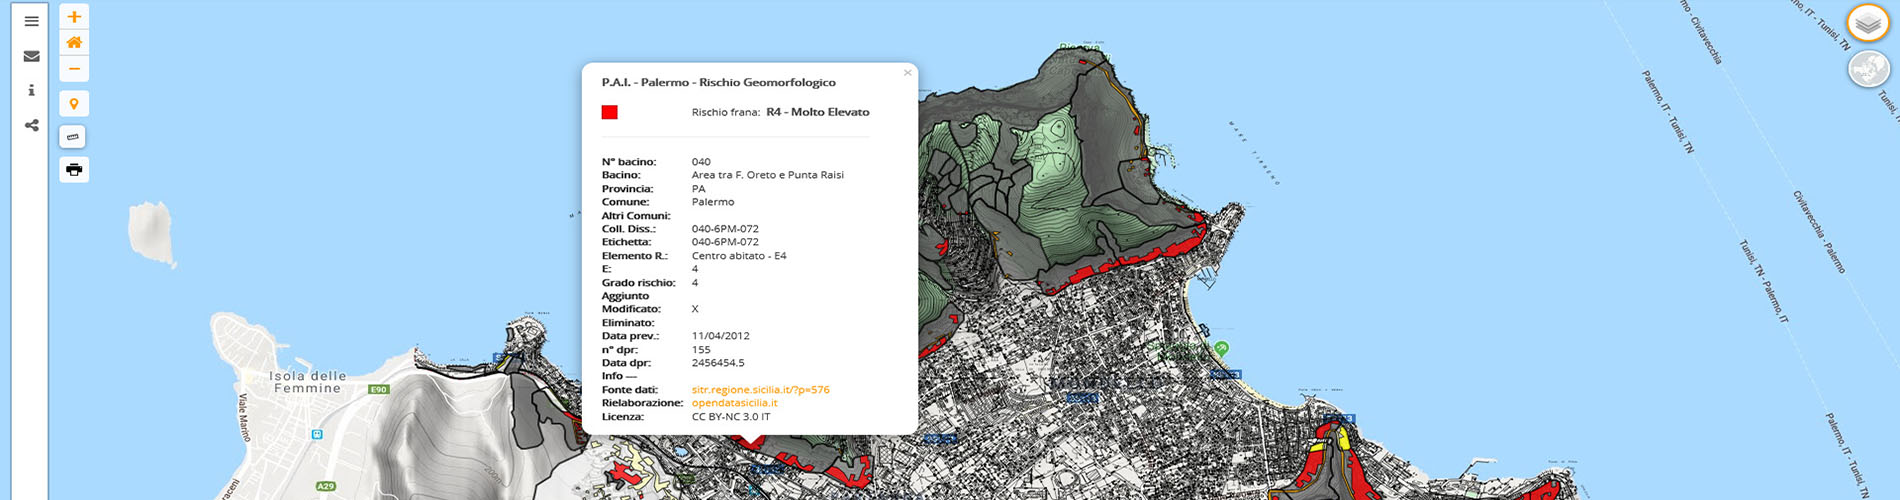 P.A.I. - Palermo - Rischio Geomorfologico
×
Rischio frana: R4 - Molto Elevato
N° bacino: 040
Bacino: Area tra F. Oreto e Punta Raisi
Provincia: PA
Comune: Palermo
Altri Comuni:
Coll. Diss.: 040-6PM-072
Etichetta: 040-6PM-072
Elemento R.: Centro abitato - E4
E: 4
Grado rischio: 4
Aggiunto
Modificato: X
Eliminato:
Data prev.: 11/04/2012
n° dpr: 155
Data dpr: 2456454.5
Info ---
Fonte dati: sitr.regione.sicilia.it/?p=576
Rielaborazione: opendatasicilia.it
Licenza: CC BY-NC 3.0 IT
Isola delle
Femmine
E90
A29
Viale Marino
200
MARE TIRRENO
Palermo, IT - Tunisi, TN
Civitavecchia
IT - Tunisi, TN
Tunisi, TN
Civitavecchia - Palermo
Tunisi, TN - Palermo, IT
Palermo, IT - Tunisi, TN